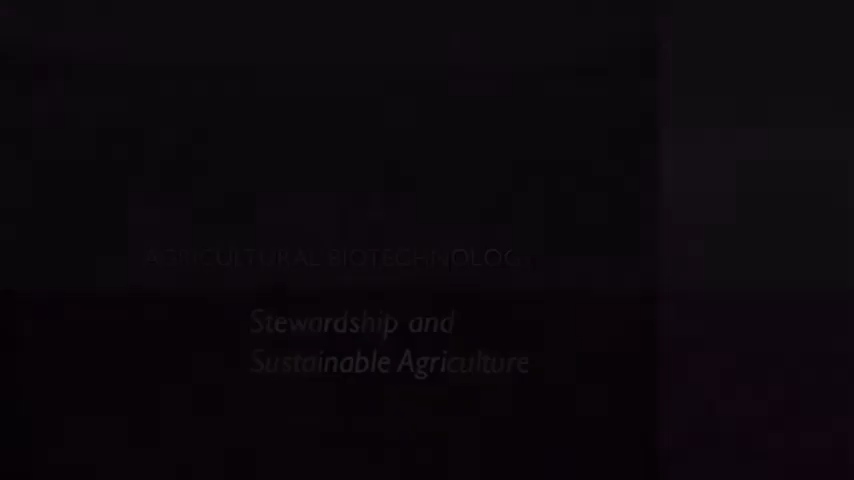 AGRICULTURAL BIOTECHNOLOGY
Stewardship and
Sustainable Agriculture